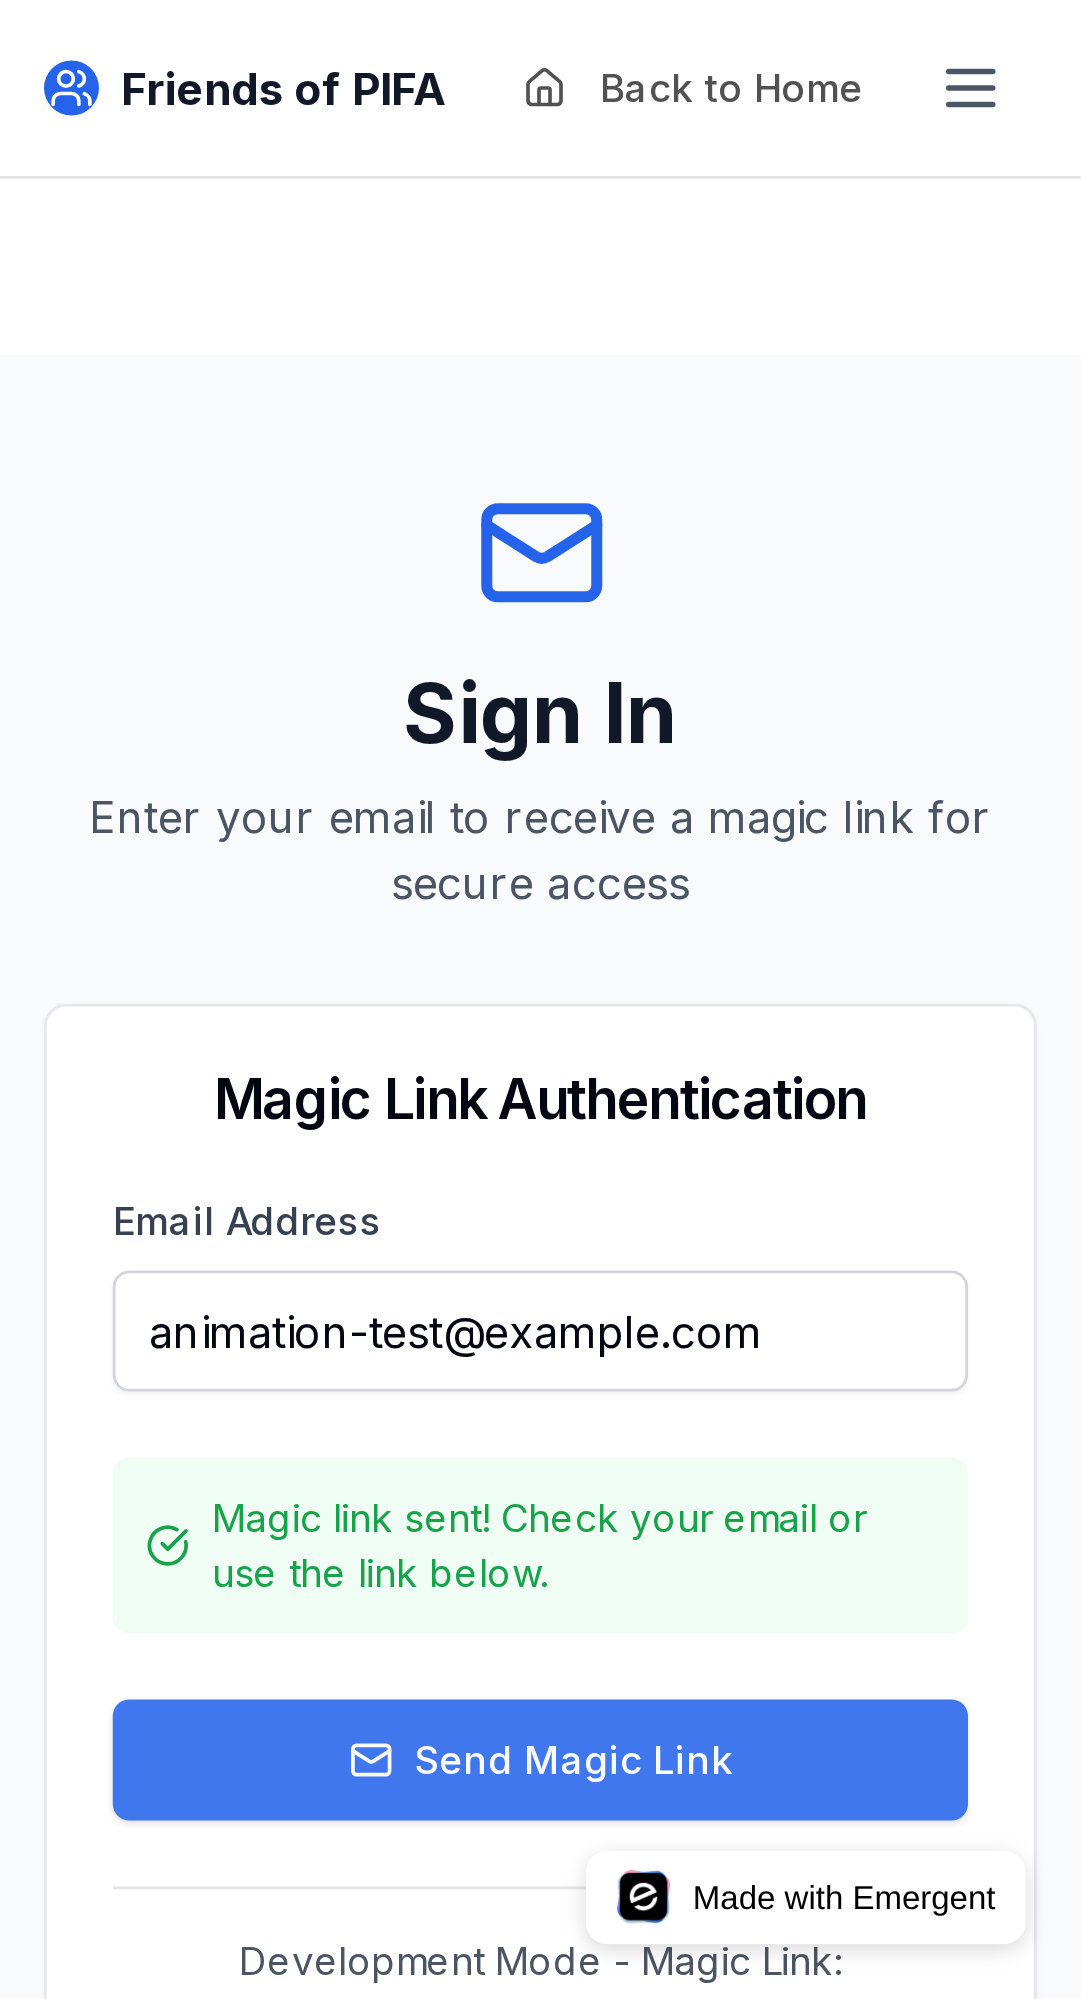 Friends of PIFA
Back to Home
Sign In
Enter your email to receive a magic link for
secure access
Magic Link Authentication
Email Address
animation-test@example.com
Magic link sent! Check your email or
use the link below.
Send Magic Link
Made with Emergent
Development Mode - Magic Link: